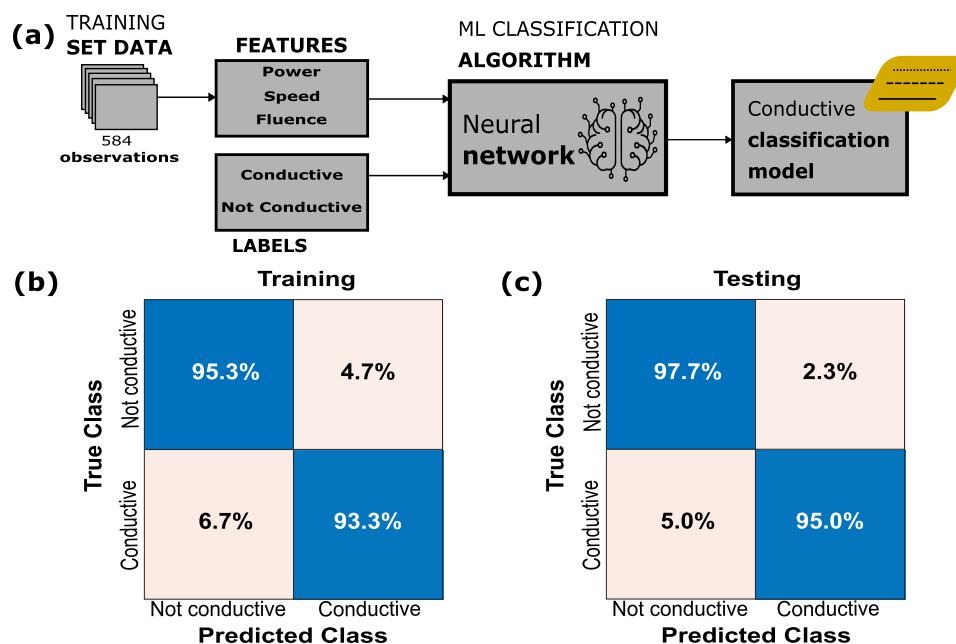 (a)
TRAINING
SET DATA
584
observations
FEATURES
Power
Speed
Fluence
Conductive
Not Conductive
LABELS
ML CLASSIFICATION
ALGORITHM
Neural
network
Conductive
classification
model
(b)
Training
True Class
Not conductive
Conductive
95.3%
4.7%
6.7%
93.3%
Not conductive
Conductive
Predicted Class
(c)
Testing
True Class
Not conductive
Conductive
97.7%
2.3%
5.0%
95.0%
Not conductive
Conductive
Predicted Class